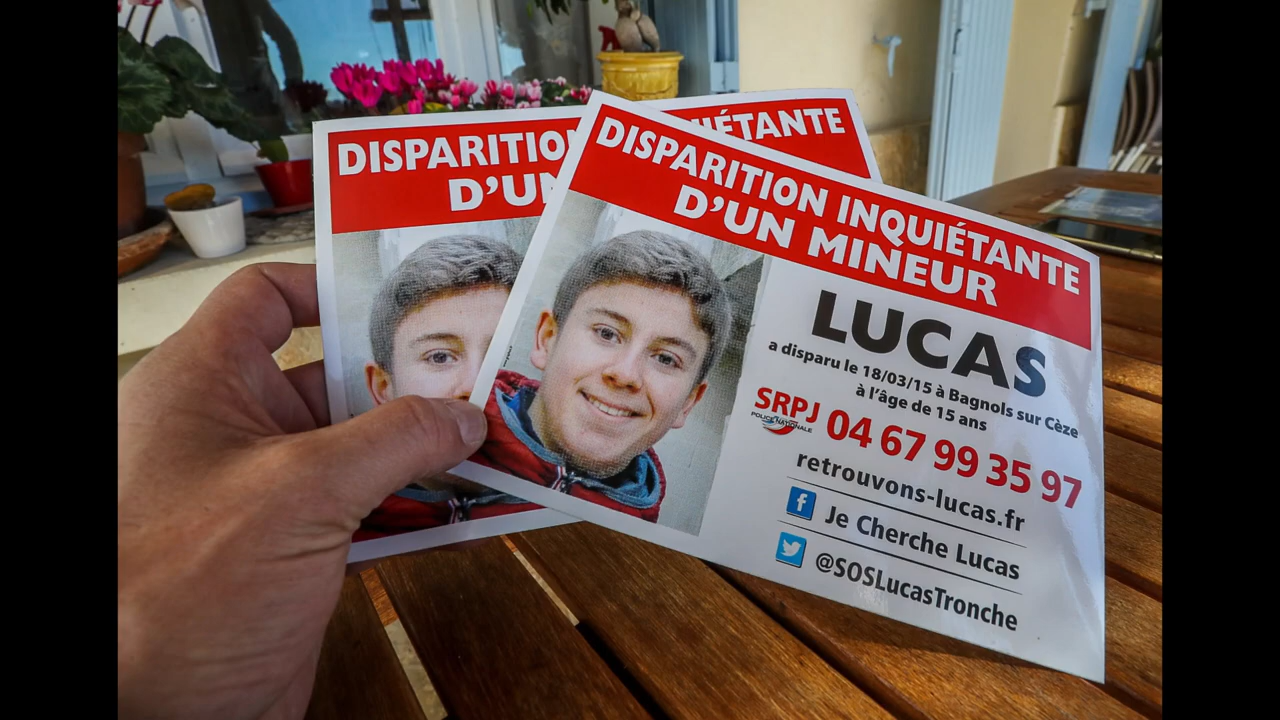 DISPARITIO
D'UN
IÉTANTE
DISPARITION INQUIÉTANTE
D'UN MINEUR
LUCAS
a disparu le 18/03/15 à Bagnols sur Cèze
à l'âge de 15 ans
SRPJ 04 67 99 35 97
POLICE NATIONALE
retrouvons-lucas.fr
f Je Cherche Lucas
@SOSLucasTronche